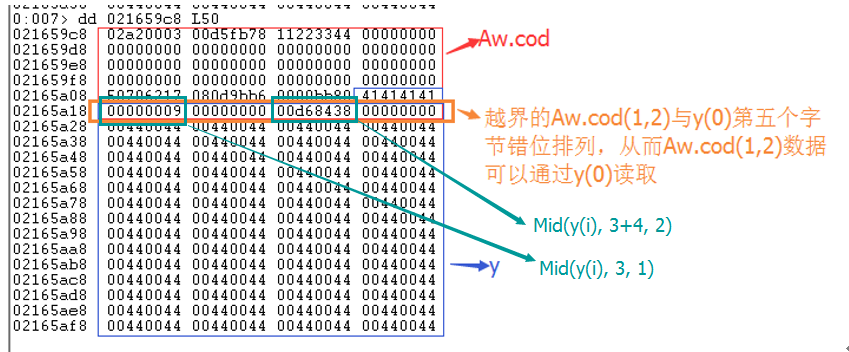 0:007> dd 021659c8 L50
021659c8 02a20003 00d5fb78 11223344 00000000
021659d8 00000000 00000000 00000000 00000000
021659e8 00000000 00000000 00000000 00000000
021659f8 00000000 00000000 00000000 00000000
02165a08 50706217 080d9bb6 0000bb80 41414141
02165a18 00000009 00000000 00d68438 00000000
02165a28 00440044 00440044 00440044 00440044
02165a38 00440044 00440044 00440044 00440044
02165a48 00440044 00440044 00440044 00440044
02165a58 00440044 00440044 00440044 00440044
02165a68 00440044 00440044 00440044 00440044
02165a78 00440044 00440044 00440044 00440044
02165a88 00440044 00440044 00440044 00440044
02165a98 00440044 00440044 00440044 00440044
02165aa8 00440044 00440044 00440044 00440044
02165ab8 00440044 00440044 00440044 00440044
02165ac8 00440044 00440044 00440044 00440044
02165ad8 00440044 00440044 00440044 00440044
02165ae8 00440044 00440044 00440044 00440044
02165af8 00440044 00440044 00440044 00440044
Aw.cod
越界的Aw.cod(1,2)与y(0)第五个字
节错位排列，从而Aw.cod(1,2)数据
可以通过y(0)读取
Mid(y(i), 3+4, 2)
Mid(y(i), 3, 1)
y